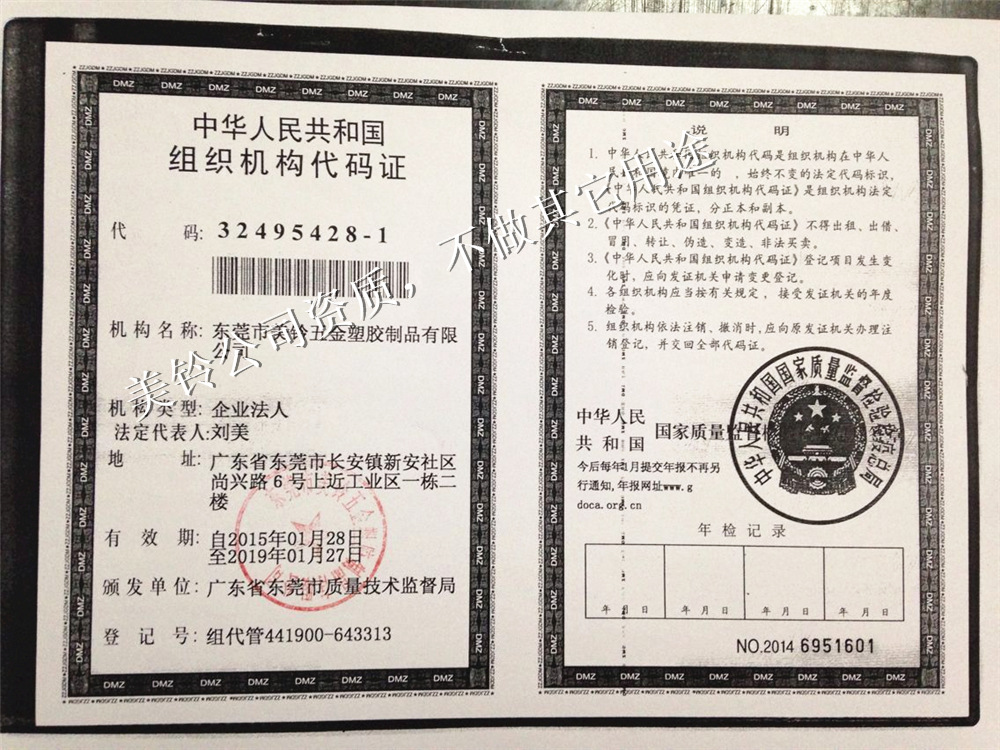 中华人民共和国
组织机构代码证
代 码: 32495428-1
机构名称: 东莞市美铃五金塑胶制品有限
公司
机构类型: 企业法人
法定代表人:刘美
地 址: 广东省东莞市长安镇新安社区
尚兴路6号上近工业区一栋二
楼
有 效 期: 自2015年01月28日
至2019年01月27日
颁发单位: 广东省东莞市质量技术监督局
登 记 号: 组代管441900-643313
说 明
1. 中华人民共和国组织机构代码是组织机构在中华人
民共和国境内唯一的 、始终不变的法定代码标识,
《中华人民共和国组织机构代码证》是组织机构法定
代码标识的凭证,分正本和副本。
2.《中华人民共和国组织机构代码证》不得出租、出借、
冒用、转让、伪造、变造、非法买卖。
3.《中华人民共和国组织机构代码证》登记项目发生变
化时,应向发证机关申请变更登记。
4. 各组织机构应当按有关规定 ,接受发证机关的年度
检验。
5. 组织机构依法注销、撤消时,应向原发证机关办理注
销登记,并交回全部代码证。
中华人民
共和国
国家质量监督检
今后每年1月提交年报不再另
行通知,年报网址www.g
doca.org.cn
中华人民共和国国家质量监督检验检疫总局
年检记录
年 月 日 年 月 日 年 月 日 年 月 日
NO.2014 6951601
美铃公司资质,不做其它用途